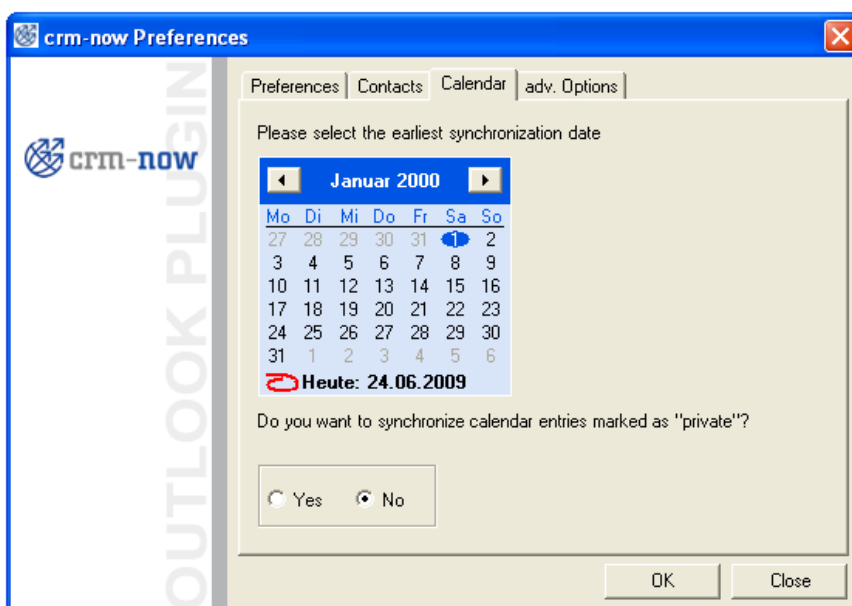 crm-now Preferences
crm-now
OUTLOOK PLUGIN
Preferences Contacts Calendar adv. Options
Please select the earliest synchronization date
Januar 2000
Mo Di Mi Do Fr Sa So
27 28 29 30 31 1 2
3 4 5 6 7 8 9
10 11 12 13 14 15 16
17 18 19 20 21 22 23
24 25 26 27 28 29 30
31 1 2 3 4 5 6
Heute: 24.06.2009
Do you want to synchronize calendar entries marked as "private"?
Yes No
OK Close